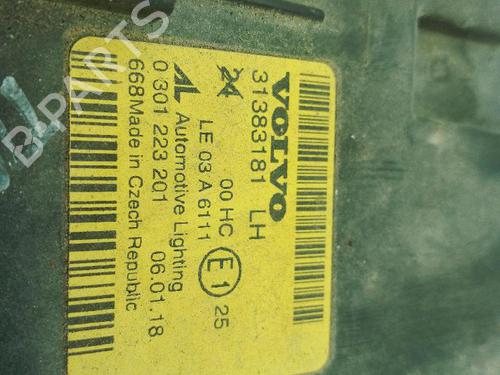 VOLVO
31383181 LH
24 00 HC E1 25
LE 03 A 6111
AL Automotive Lighting
0 301 223 201 06.01.18.
668Made in Czech Republic
B-PARTS